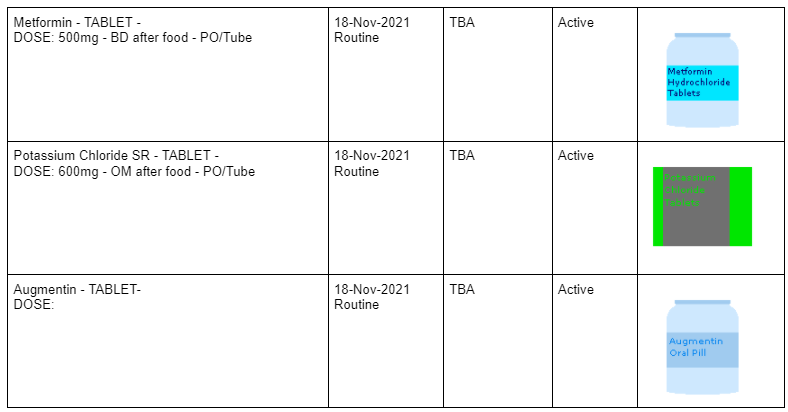 Metformin - TABLET -
DOSE: 500mg - BD after food - PO/Tube
18-Nov-2021
Routine
TBA
Active
Metformin
Hydrochloride
Tablets
Potassium Chloride SR - TABLET -
DOSE: 600mg - OM after food - PO/Tube
18-Nov-2021
Routine
TBA
Active
Potassium
Chloride
Tablets
Augmentin - TABLET-
DOSE:
18-Nov-2021
Routine
TBA
Active
Augmentin
Oral Pill